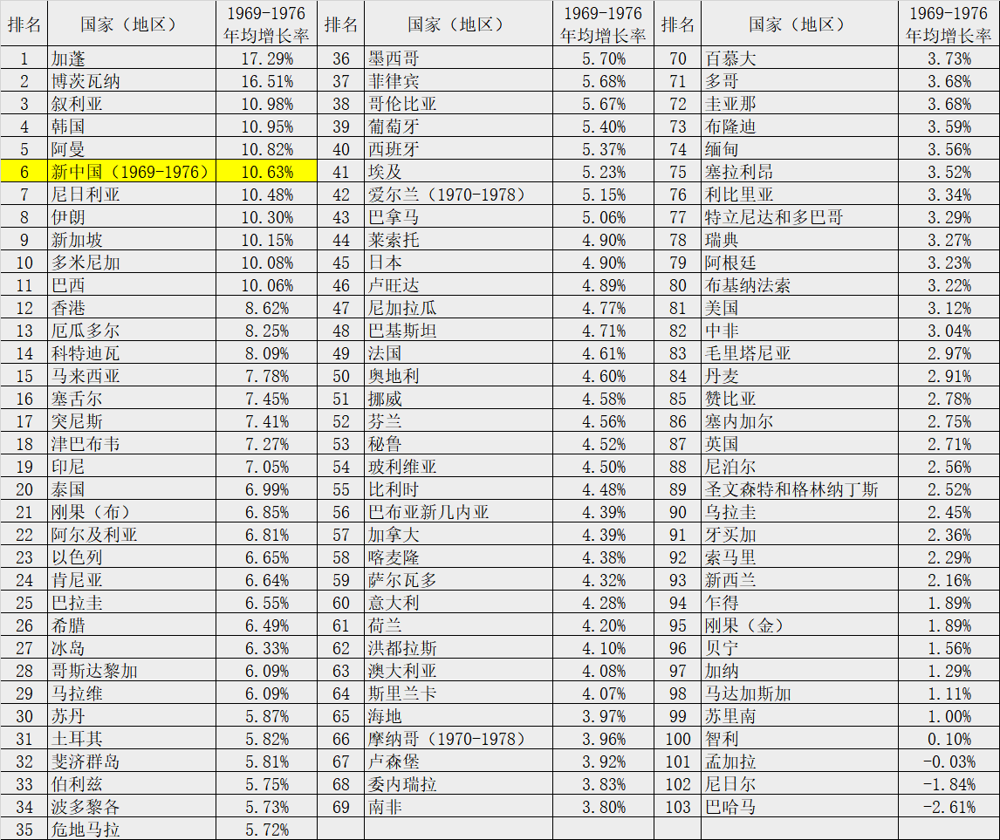 排名 国家（地区） 1969-1976 年均增长率 排名 国家（地区） 1969-1976 年均增长率 排名 国家（地区） 1969-1976 年均增长率
1 加蓬 17.29% 36 墨西哥 5.70% 70 百慕大 3.73%
2 博茨瓦纳 16.51% 37 菲律宾 5.68% 71 多哥 3.68%
3 叙利亚 10.98% 38 哥伦比亚 5.67% 72 圭亚那 3.68%
4 韩国 10.95% 39 葡萄牙 5.40% 73 布隆迪 3.59%
5 阿曼 10.82% 40 西班牙 5.37% 74 缅甸 3.56%
6 新中国（1969-1976） 10.63% 41 埃及 5.23% 75 塞拉利昂 3.52%
7 尼日利亚 10.48% 42 爱尔兰（1970-1978） 5.15% 76 利比里亚 3.34%
8 伊朗 10.30% 43 巴拿马 5.06% 77 特立尼达和多巴哥 3.29%
9 新加坡 10.15% 44 莱索托 4.90% 78 瑞典 3.27%
10 多米尼加 10.08% 45 日本 4.90% 79 阿根廷 3.23%
11 巴西 10.06% 46 卢旺达 4.89% 80 布基纳法索 3.22%
12 香港 8.62% 47 尼加拉瓜 4.77% 81 美国 3.12%
13 厄瓜多尔 8.25% 48 巴基斯坦 4.71% 82 中非 3.04%
14 科特迪瓦 8.09% 49 法国 4.61% 83 毛里塔尼亚 2.97%
15 马来西亚 7.78% 50 奥地利 4.60% 84 丹麦 2.91%
16 塞舌尔 7.45% 51 挪威 4.58% 85 赞比亚 2.78%
17 突尼斯 7.41% 52 芬兰 4.56% 86 塞内加尔 2.75%
18 津巴布韦 7.27% 53 秘鲁 4.52% 87 英国 2.71%
19 印尼 7.05% 54 玻利维亚 4.50% 88 尼泊尔 2.56%
20 泰国 6.99% 55 比利时 4.48% 89 圣文森特和格林纳丁斯 2.52%
21 刚果（布） 6.85% 56 巴布亚新几内亚 4.39% 90 乌拉圭 2.45%
22 阿尔及利亚 6.81% 57 加拿大 4.39% 91 牙买加 2.36%
23 以色列 6.65% 58 喀麦隆 4.38% 92 索马里 2.29%
24 肯尼亚 6.64% 59 萨尔瓦多 4.32% 93 新西兰 2.16%
25 巴拉圭 6.55% 60 意大利 4.28% 94 乍得 1.89%
26 希腊 6.49% 61 荷兰 4.20% 95 刚果（金） 1.89%
27 冰岛 6.33% 62 洪都拉斯 4.10% 96 贝宁 1.56%
28 哥斯达黎加 6.09% 63 澳大利亚 4.08% 97 加纳 1.29%
29 马拉维 6.09% 64 斯里兰卡 4.07% 98 马达加斯加 1.11%
30 苏丹 5.87% 65 海地 3.97% 99 苏里南 1.00%
31 土耳其 5.82% 66 摩纳哥（1970-1978） 3.96% 100 智利 0.10%
32 斐济群岛 5.81% 67 卢森堡 3.92% 101 孟加拉 -0.03%
33 伯利兹 5.75% 68 委内瑞拉 3.83% 102 尼日尔 -1.84%
34 波多黎各 5.73% 69 南非 3.80% 103 巴哈马 -2.61%
35 危地马拉 5.72%